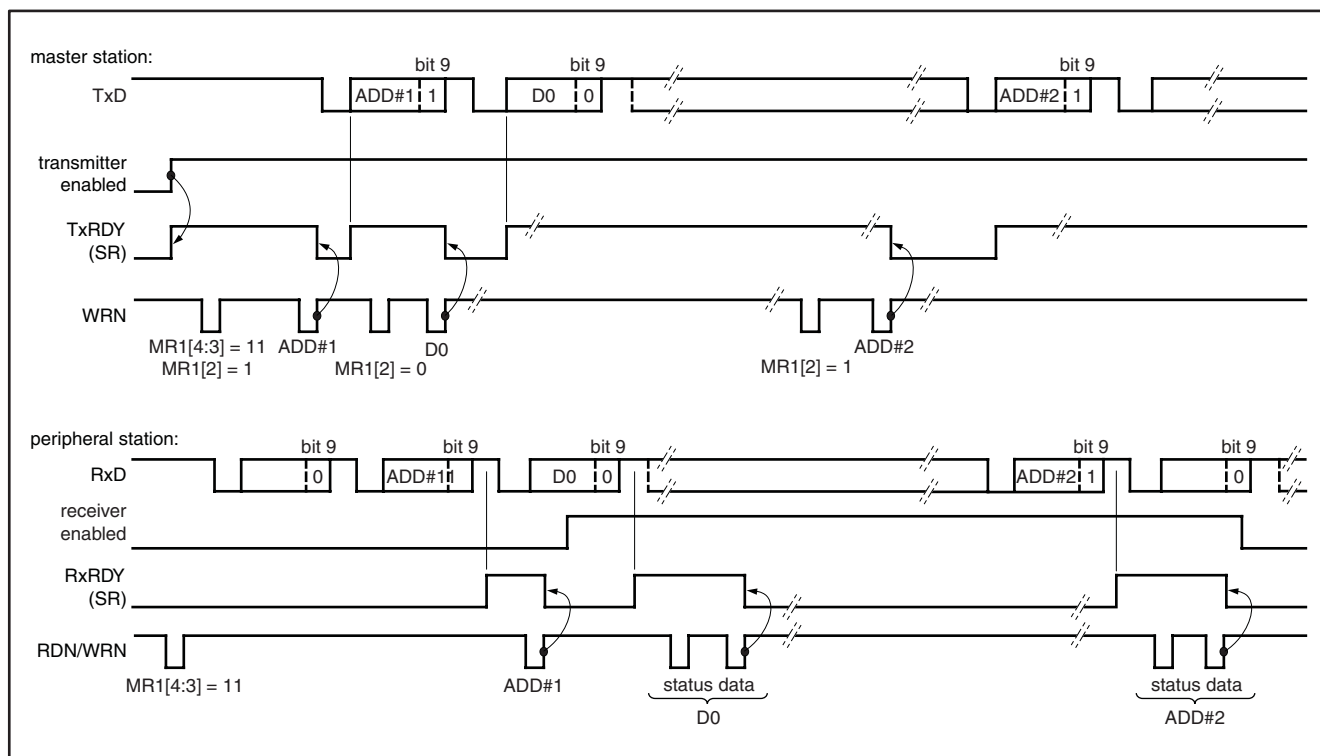 master station:
bit 9 bit 9 bit 9
TxD ADD#1 1 D0 0 ADD#2 1
transmitter
enabled
TxRDY
(SR)
WRN
MR1[4:3] = 11 ADD#1 D0 ADD#2
MR1[2] = 1 MR1[2] = 0 MR1[2] = 1
peripheral station:
bit 9 bit 9 bit 9 bit 9
RxD 0 ADD#1 1 D0 0 ADD#2 1 0
receiver
enabled
RxRDY
(SR)
RDN/WRN
MR1[4:3] = 11 ADD#1 status data status data
D0 ADD#2